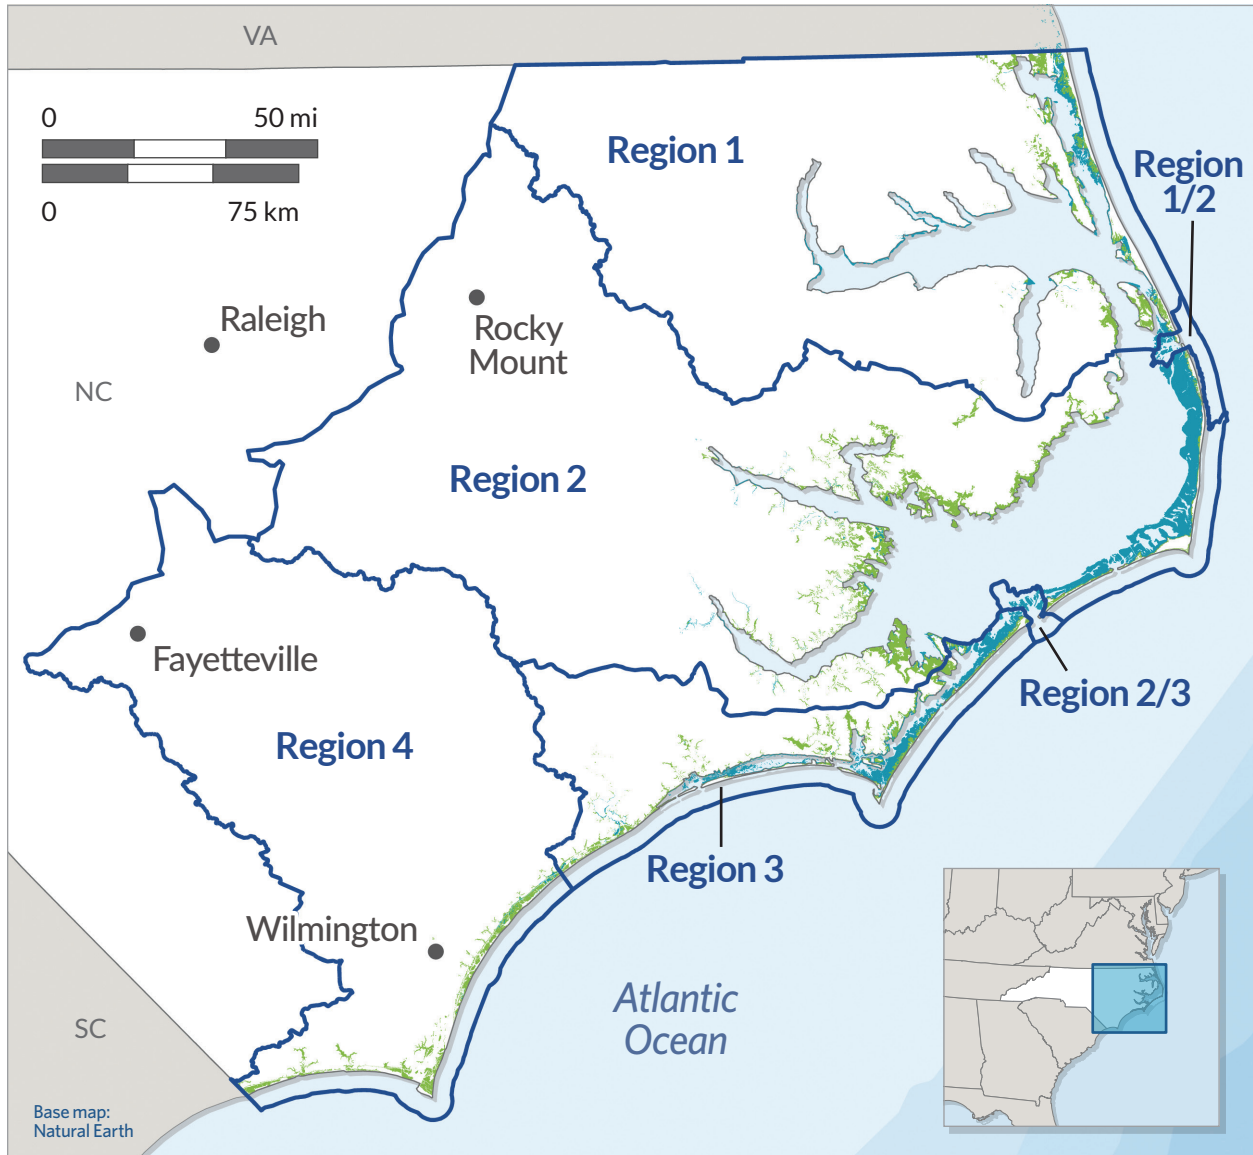 VA
0 50 mi
0 75 km
Region 1
Region
1/2
Raleigh
Rocky
Mount
NC
Region 2
Fayetteville
Region 2/3
Region 4
Region 3
Wilmington
Atlantic
Ocean
SC
Base map:
Natural Earth